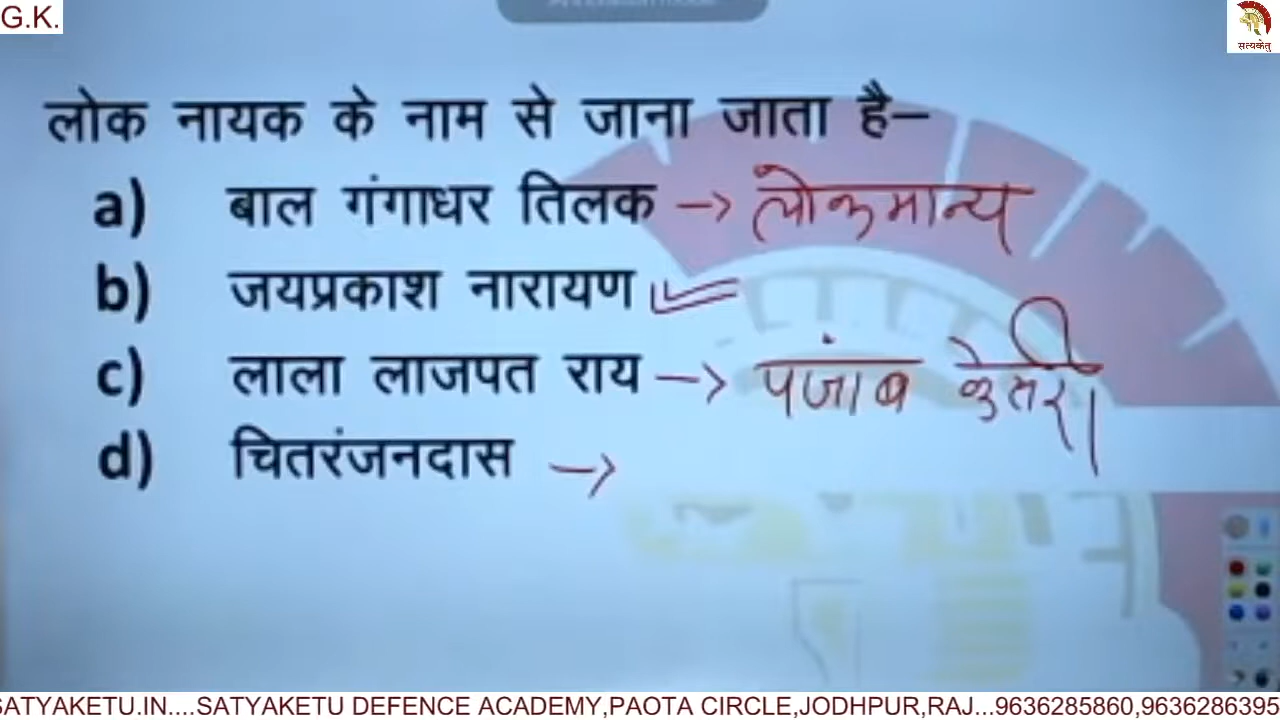 G.K.
सत्यकेतु
लोक नायक के नाम से जाना जाता है–
a) बाल गंगाधर तिलक → लोकमान्य
b) जयप्रकाश नारायण
c) लाला लाजपत राय → पंजाब केसरी
d) चितरंजनदास →
SATYAKETU.IN....SATYAKETU DEFENCE ACADEMY,PAOTA CIRCLE,JODHPUR,RAJ...9636285860,9636286395